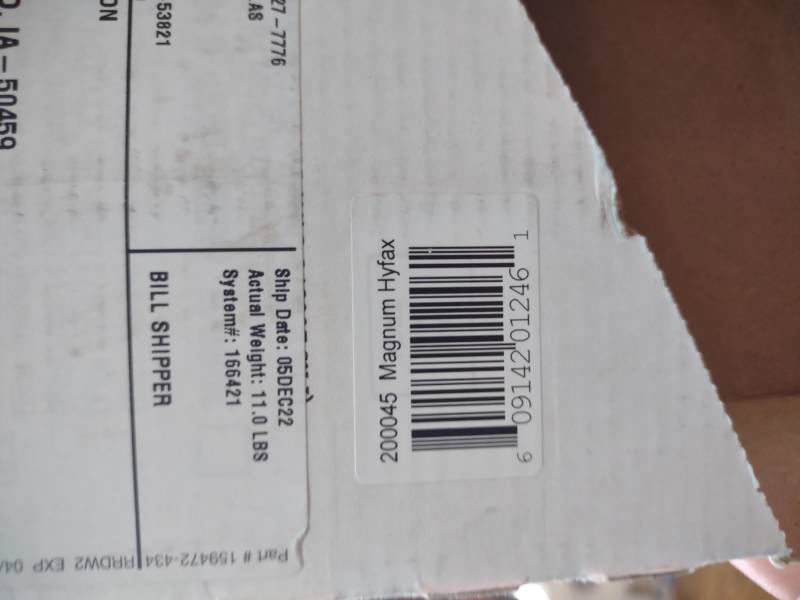 27-7776
AS
53821
ON
O, IA-50459
Ship Date: 05DEC22
Actual Weight: 11.0 LBS
System#: 166421
BILL SHIPPER
Part # 159472-434 RRDW2 EXP 04/
200045 Magnum Hyfax
6 09142 01246 1